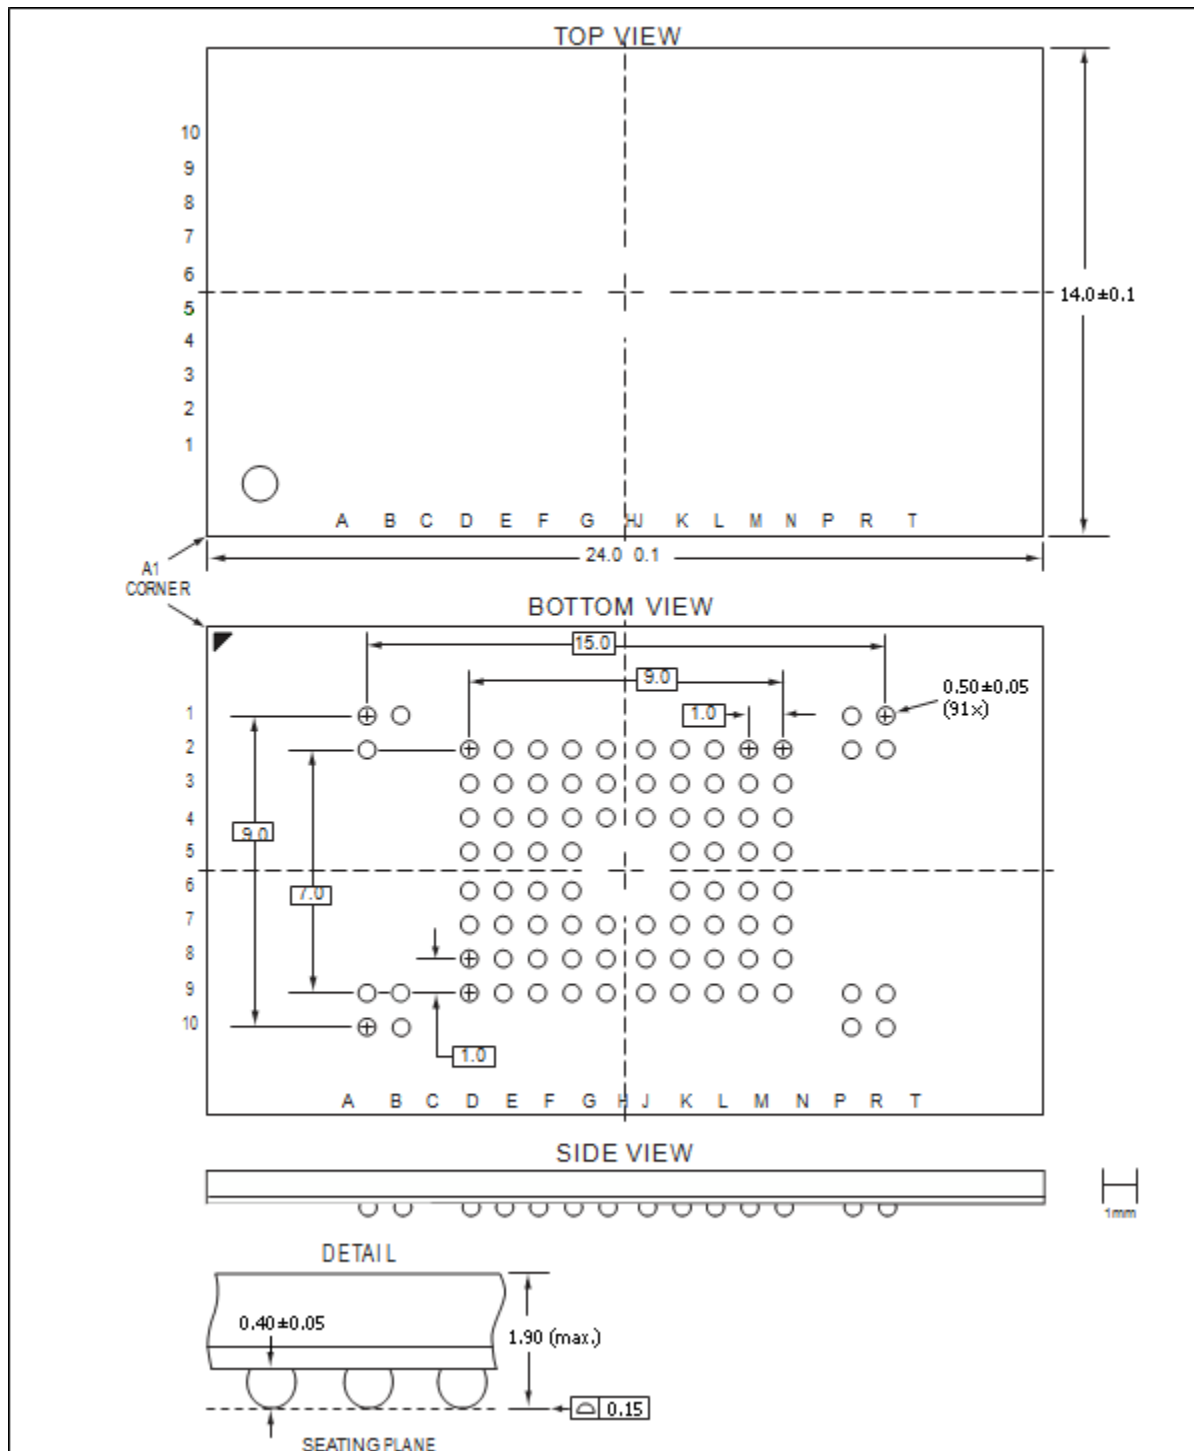 TOP VIEW
10
9
8
7
6
5
4
3
2
1
14.0±0.1
A B C D E F G HJ K L M N P R T
24.0 0.1
A1
CORNER
BOTTOM VIEW
15.0
9.0
0.50±0.05
(91×)
1.0
1
2
3
4
5
6
7
8
9
10
9.0
7.0
1.0
A B C D E F G H J K L M N P R T
SIDE VIEW
1mm
DETAIL
0.40±0.05
1.90 (max.)
0.15
SEATING PLANE